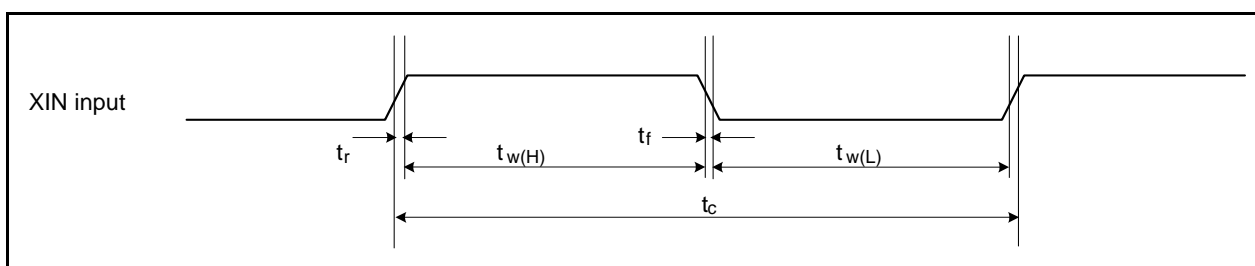 XIN input
tr
tw(H)
tf
tw(L)
tc